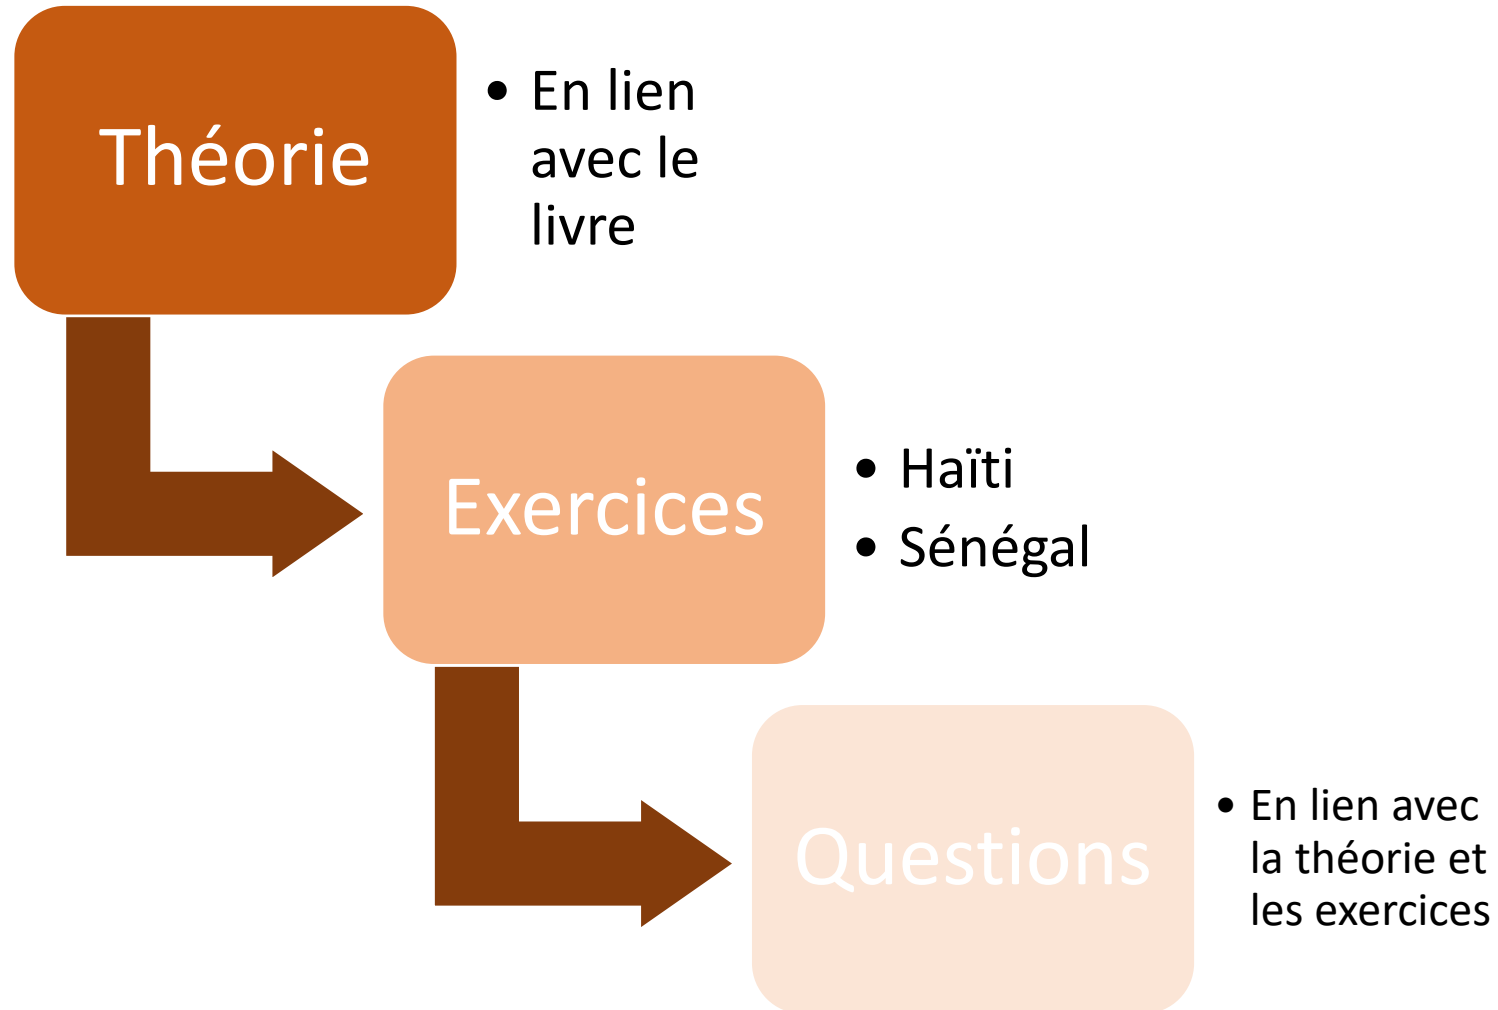 Théorie
• En lien
avec le
livre
Exercices
• Haïti
• Sénégal
Questions
• En lien avec
la théorie et
les exercices